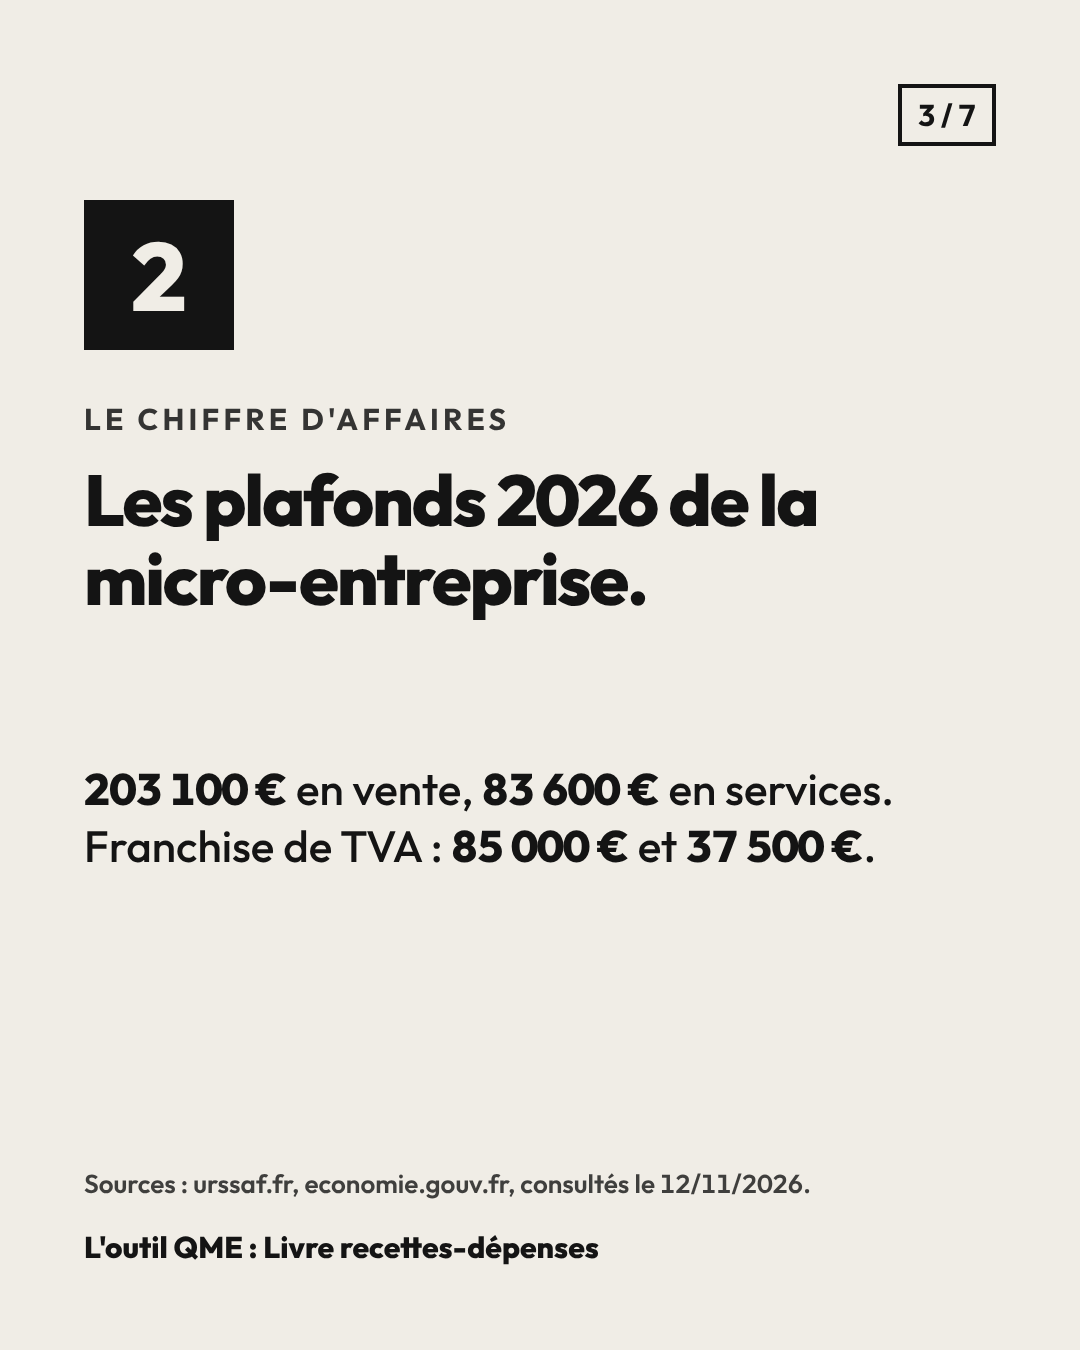 3 / 7
2
LE CHIFFRE D'AFFAIRES
Les plafonds 2026 de la
micro-entreprise.
203 100 € en vente, 83 600 € en services.
Franchise de TVA : 85 000 € et 37 500 €.
Sources : urssaf.fr, economie.gouv.fr, consultés le 12/11/2026.
L'outil QME : Livre recettes-dépenses